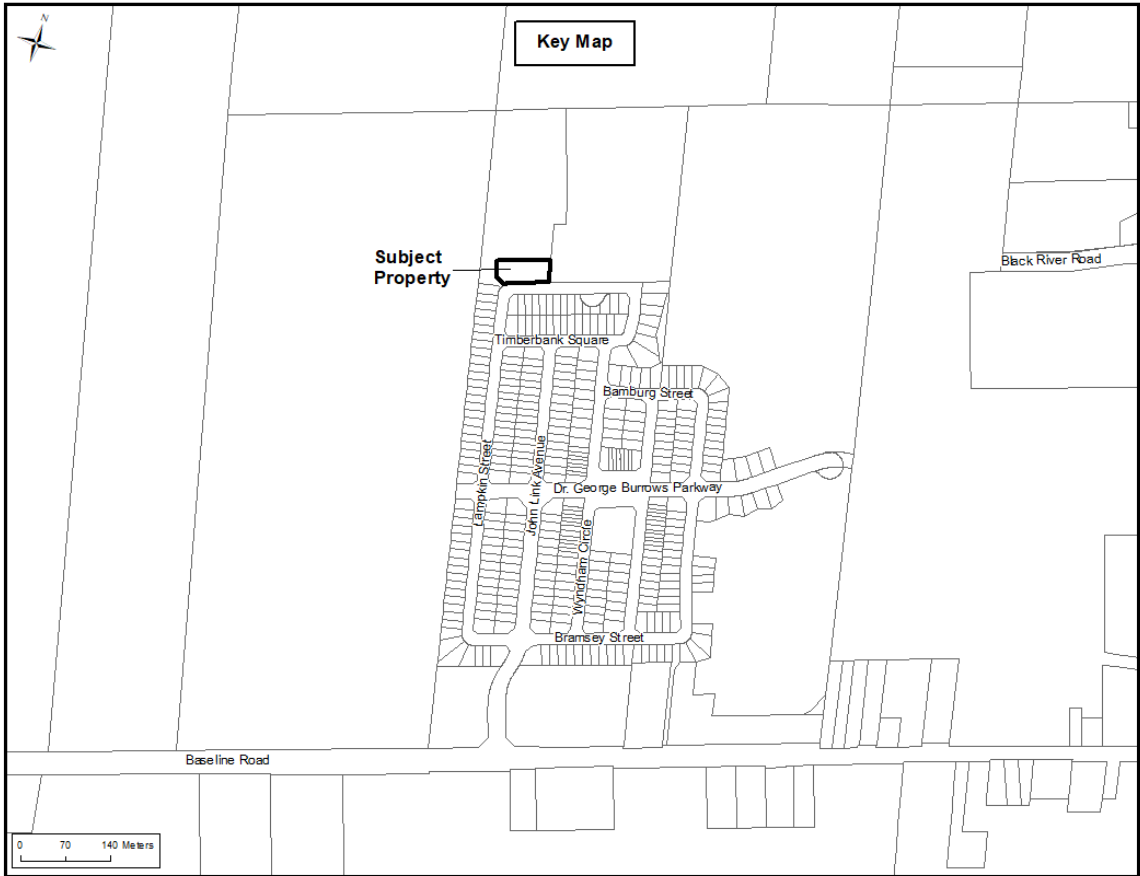 N
Key Map
Subject
Property
Black River Road
Timberbank Square
Bamburg Street
Lampkin Street
John Link Avenue
Dr. George Burrows Parkway
Wyndham Circle
Bramsey Street
Baseline Road
0 70 140 Meters